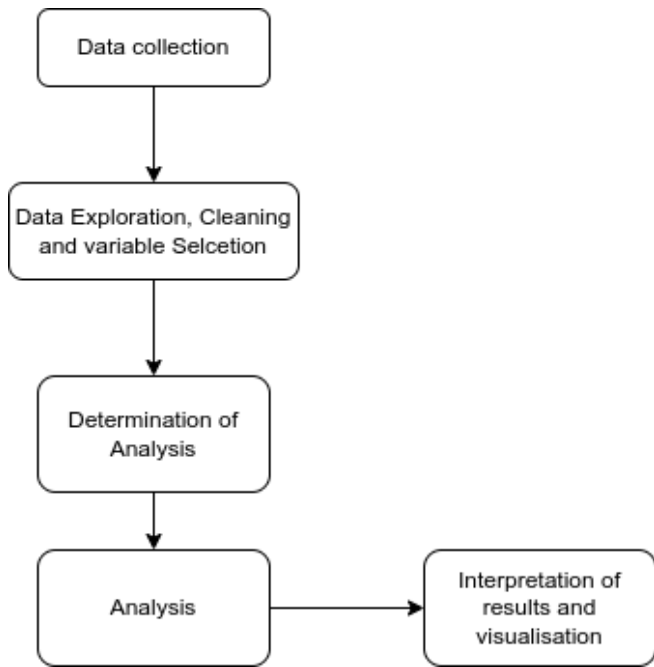 Data collection
Data Exploration, Cleaning
and variable Selcetion
Determination of
Analysis
Analysis
Interpretation of
results and
visualisation